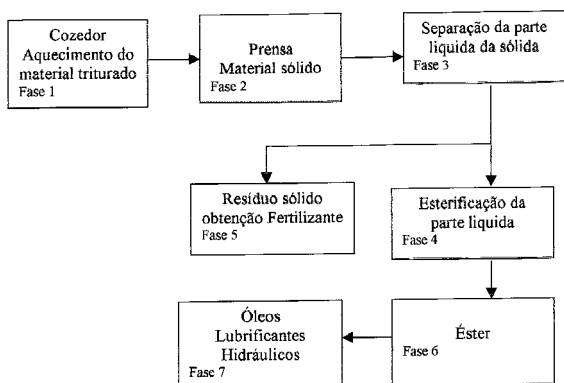 Cozedor
Aquecimento do
material triturado
Fase 1
Prensa
Material sólido
Fase 2
Separação da parte
liquida da sólida
Fase 3
Resíduo sólido
obtenção Fertilizante
Fase 5
Esterificação da
parte liquida
Fase 4
Óleos
Lubrificantes
Hidráulicos
Fase 7
Éster
Fase 6